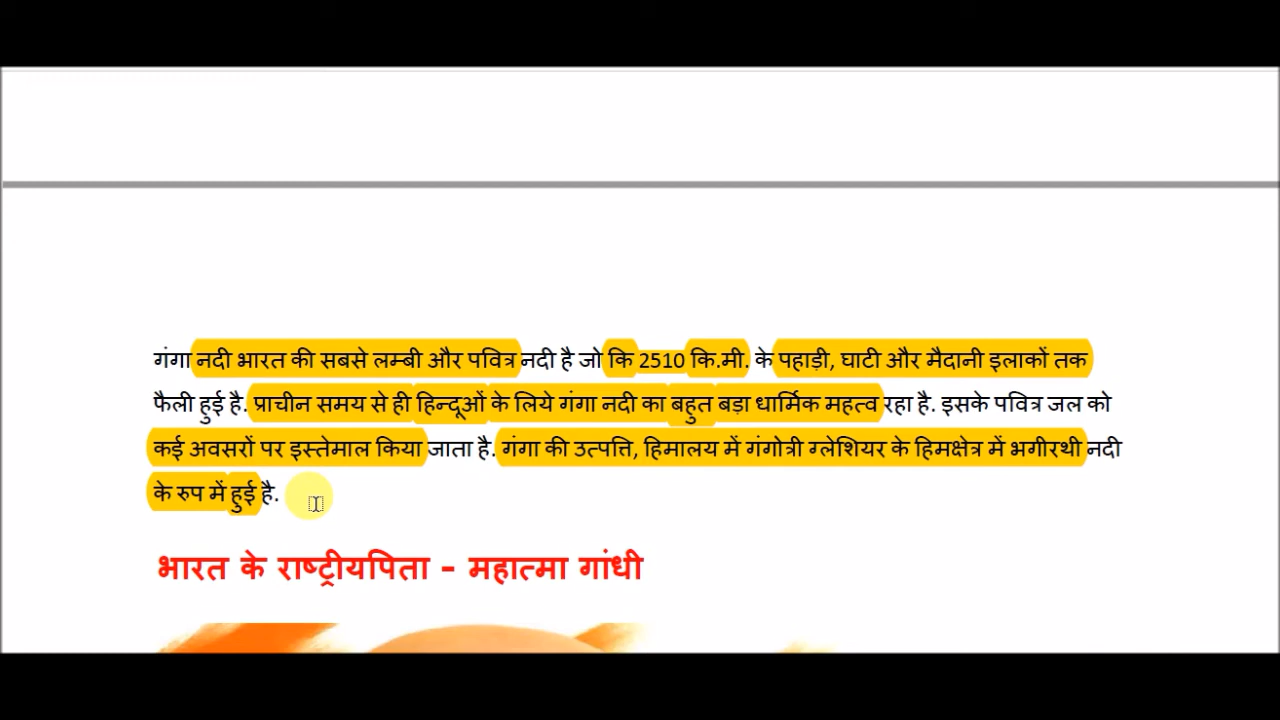 गंगा नदी भारत की सबसे लम्बी और पवित्र नदी है जो कि 2510 कि.मी. के पहाड़ी, घाटी और मैदानी इलाकों तक
फैली हुई है. प्राचीन समय से ही हिन्दूओं के लिये गंगा नदी का बहुत बड़ा धार्मिक महत्व रहा है. इसके पवित्र जल को
कई अवसरों पर इस्तेमाल किया जाता है. गंगा की उत्पत्ति, हिमालय में गंगोत्री ग्लेशियर के हिमक्षेत्र में भगीरथी नदी
के रुप में हुई है.
भारत के राष्ट्रीयपिता - महात्मा गांधी